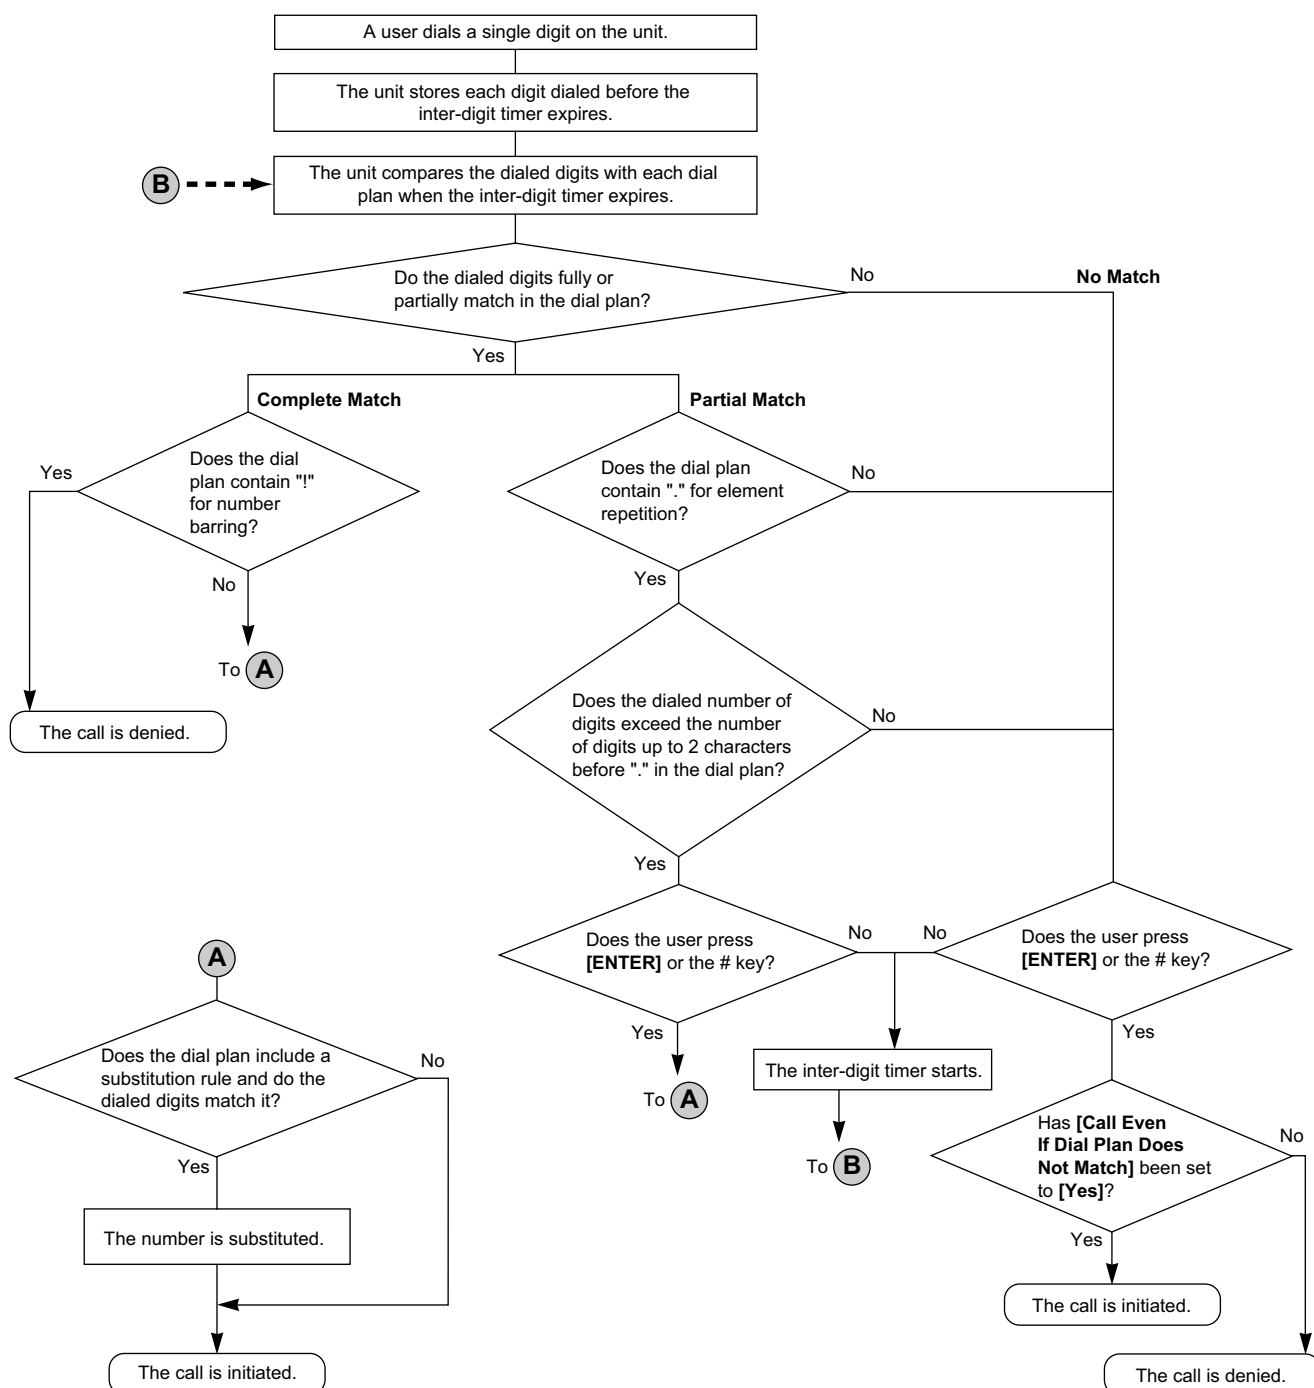 A user dials a single digit on the unit.
The unit stores each digit dialed before the
inter-digit timer expires.
B
The unit compares the dialed digits with each dial
plan when the inter-digit timer expires.
Do the dialed digits fully or
partially match in the dial plan?
No
No Match
Yes
Complete Match
Partial Match
Yes
Does the dial
plan contain "!"
for number
barring?
Does the dial plan
contain "." for element
repetition?
No
No
Yes
To A
The call is denied.
Does the dialed number of
digits exceed the number
of digits up to 2 characters
before "." in the dial plan?
No
Yes
Does the user press
[ENTER] or the # key?
No
No
Does the user press
[ENTER] or the # key?
Yes
Yes
To A
The inter-digit timer starts.
To B
Has [Call Even
If Dial Plan Does
Not Match] been set
to [Yes]?
No
Yes
The call is initiated.
The call is denied.
A
Does the dial plan include a
substitution rule and do the
dialed digits match it?
No
Yes
The number is substituted.
The call is initiated.